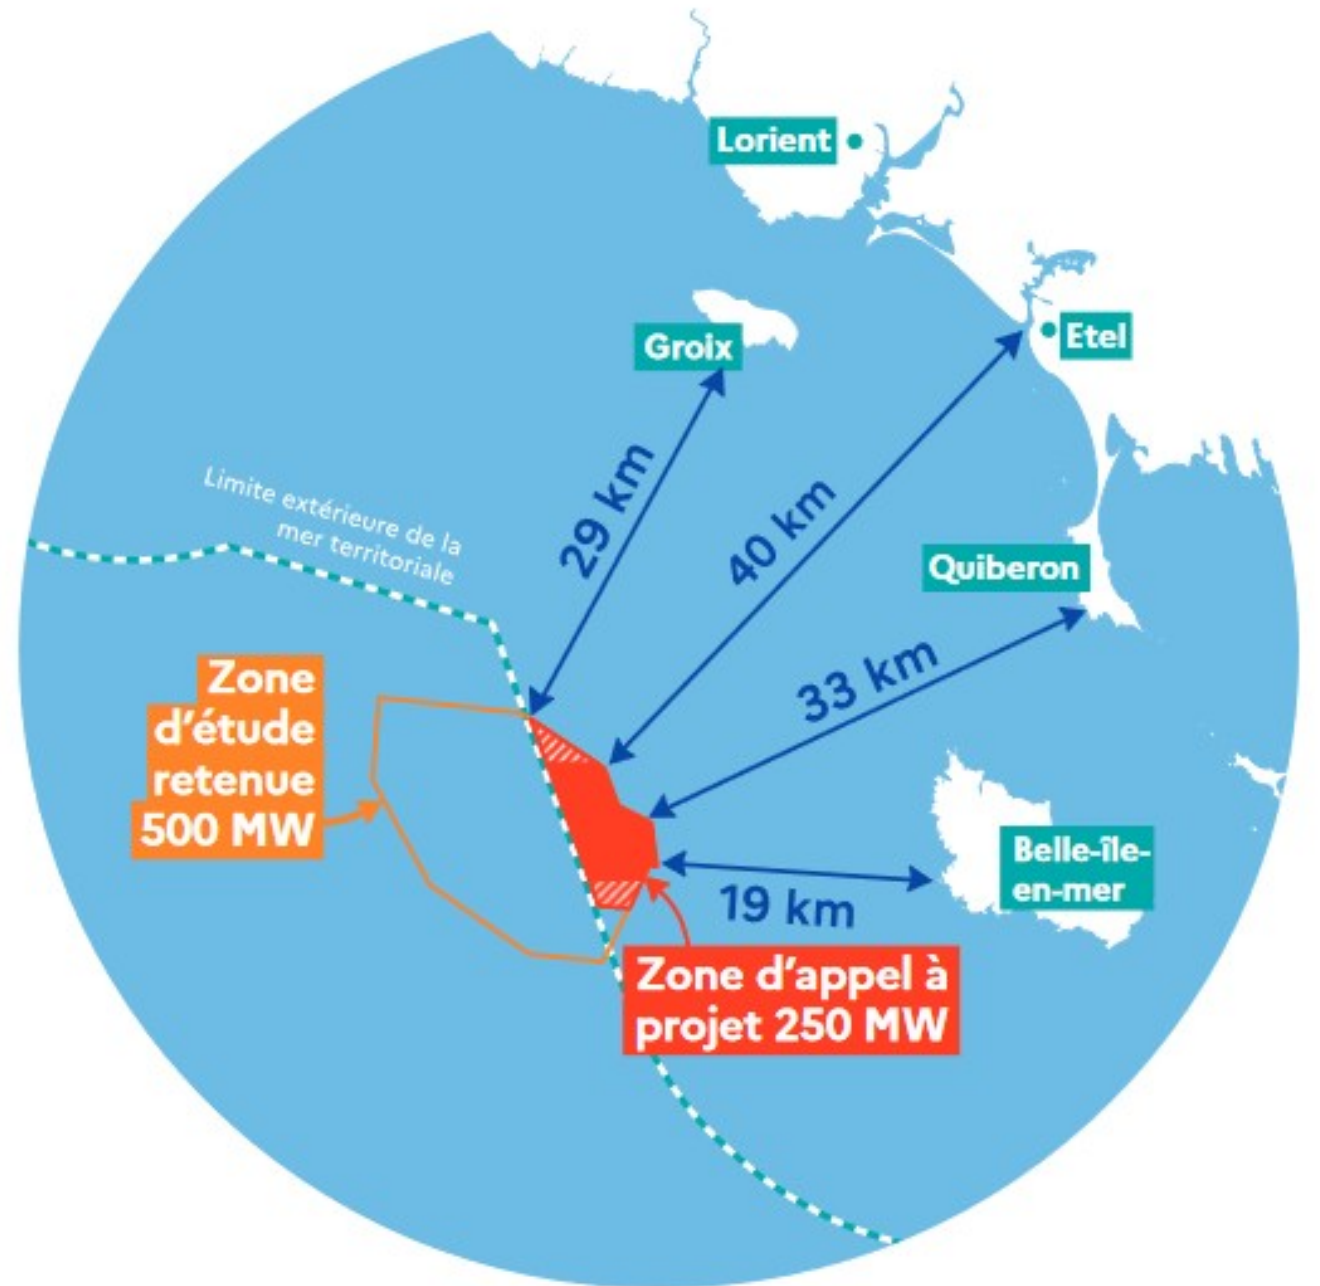 Lorient
Etel
Groix
29 km
40 km
Limite extérieure de la
mer territoriale
Quiberon
33 km
Zone
d'étude
retenue
500 MW
Belle-île-
en-mer
19 km
Zone d'appel à
projet 250 MW